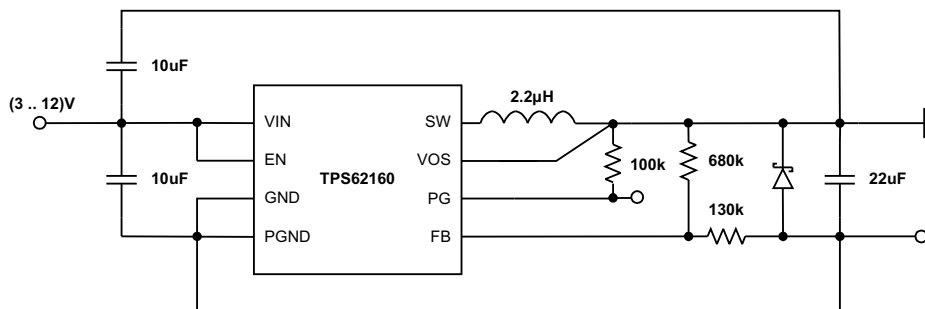 10uF
(3 .. 12)V
2.2µH
VIN
SW
EN
VOS
TPS62160
100k
680k
10uF
22uF
GND
PG
130k
PGND
FB